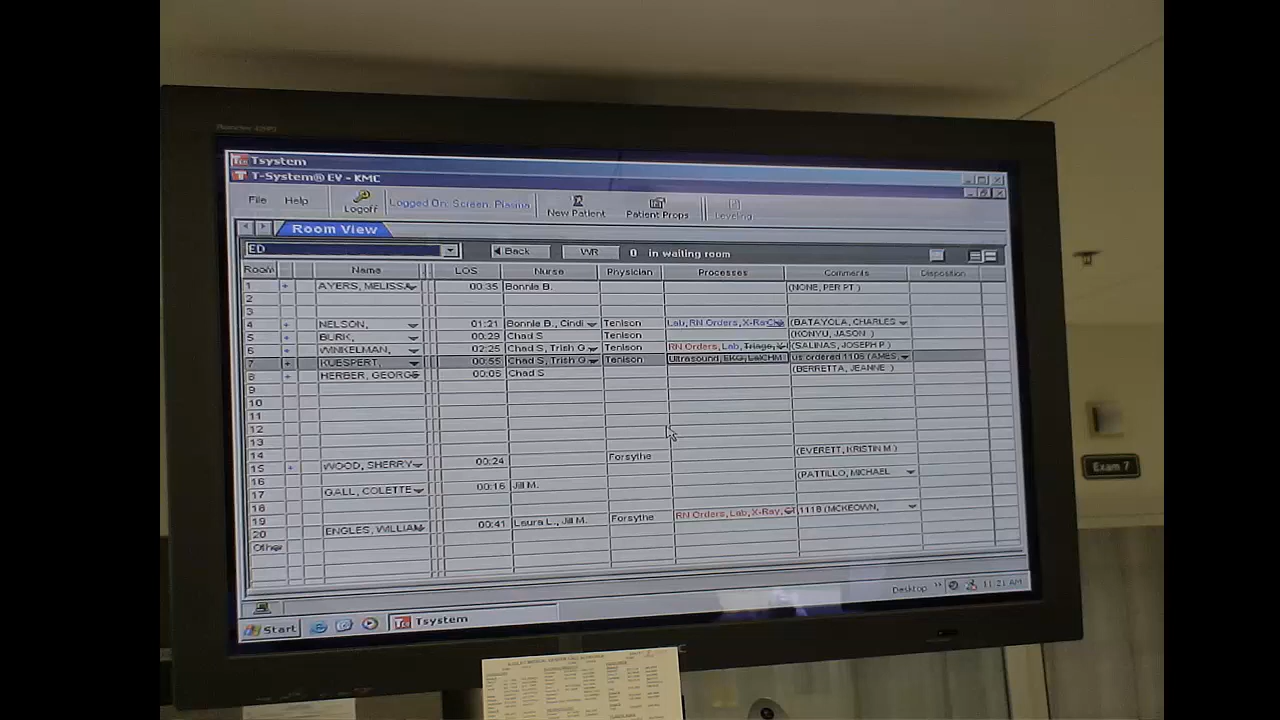 Tsystem
T-System® EV - KMC
File Help Logoff Logged On: Screen, Plasma New Patient Patient Props Leveling
Room View
ED Back WR 0 in waiting room
Room Name LOS Nurse Physician Processes Comments Disposition
1 + AYERS, MELISSA 00:35 Bonnie B. (NONE, PER PT )
2
3
4 + NELSON, 01:21 Bonnie B., Cindi Tenison Lab, RN Orders, X-Ray (BATAYOLA, CHARLES
5 + BURK, 00:29 Chad S Tenison (KONYU, JASON )
6 + WINKELMAN, 02:25 Chad S, Trish G Tenison RN Orders, Lab, Triage, (SALINAS, JOSEPH P )
7 + KUESPERT, 00:55 Chad S, Trish G Tenison Ultrasound, EKG, us ordered 1106 (AMES,
8 + HERBER, GEORGE 00:06 Chad S (BERRETTA, JEANNE )
9
10
11
12
13
14 (EVERETT, KRISTIN M )
15 + WOOD, SHERRY 00:24 Forsythe
16 (PATTILLO, MICHAEL
17 GALL, COLETTE 00:16 Jill M.
18
19
20 ENGLES, WILLIAM 00:41 Laura L., Jill M. Forsythe RN Orders, Lab, X-Ray, 1118 (MCKEOWN,
Other
Desktop » 11:21 AM
Start Tsystem
Exam 7